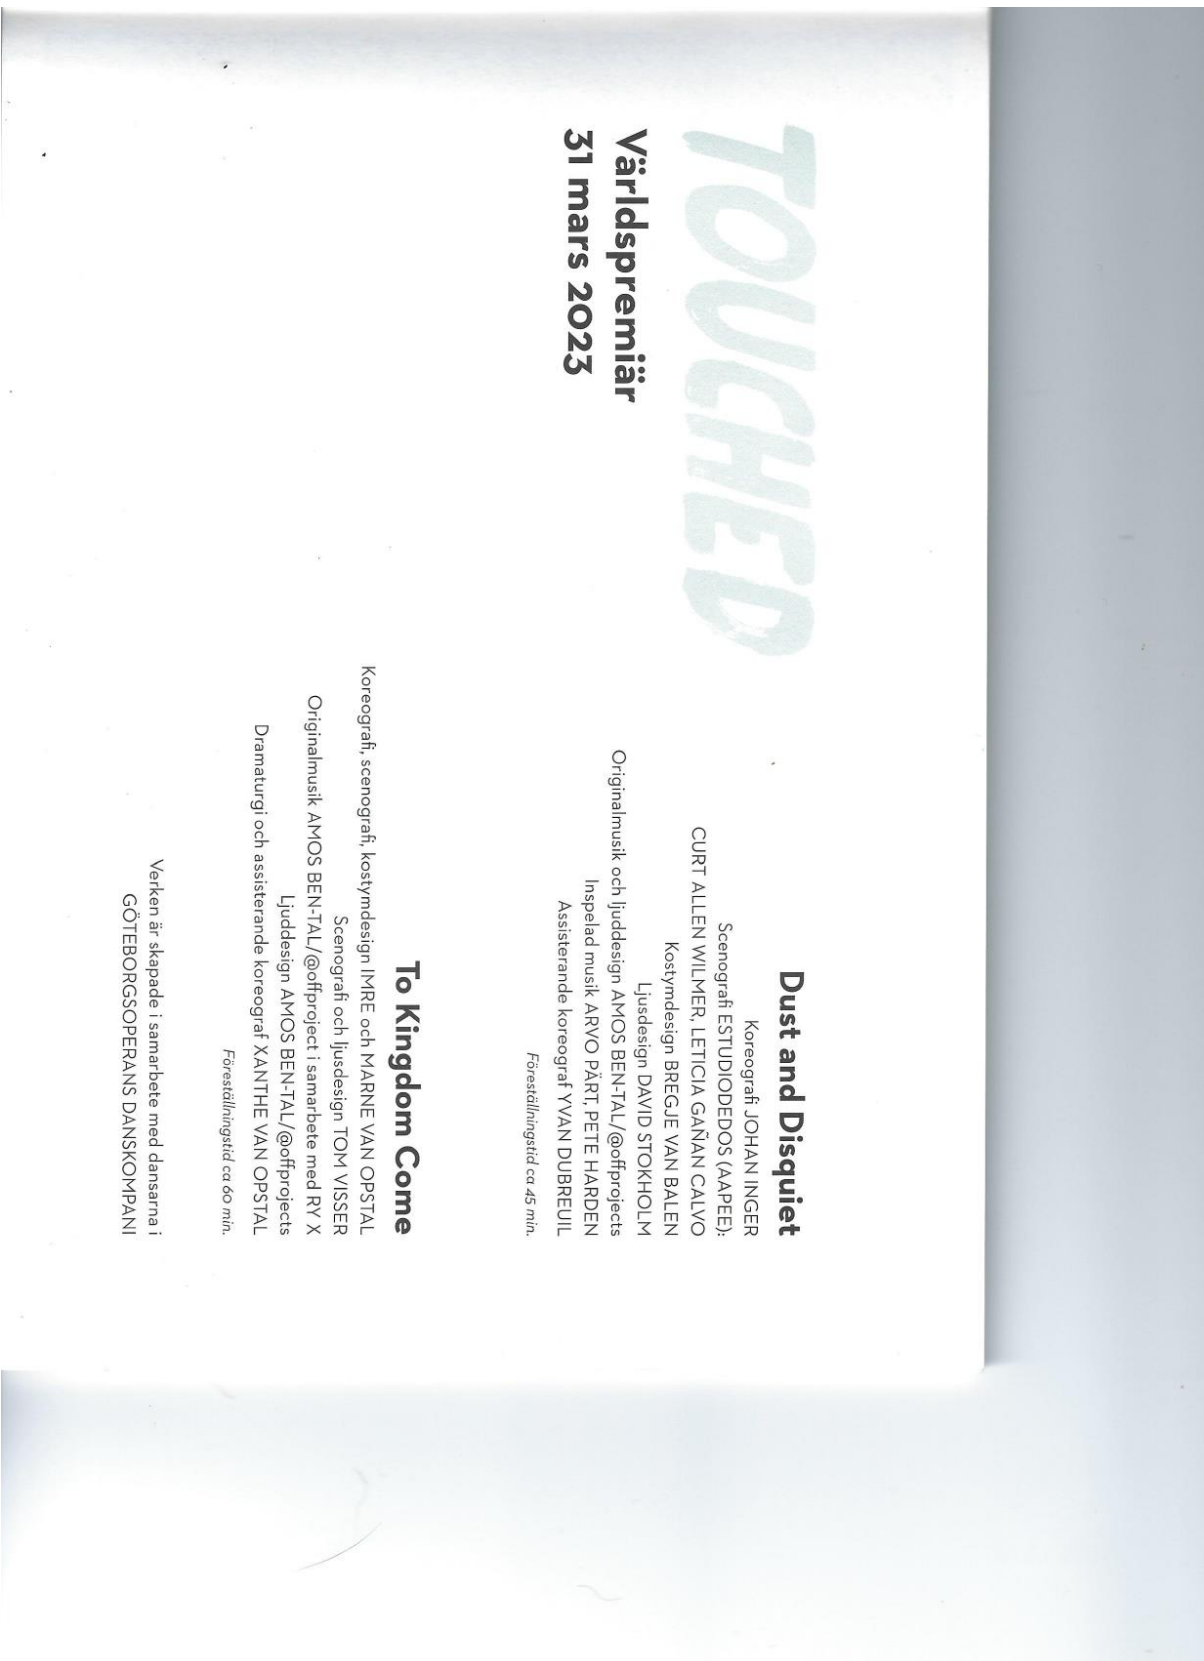 TOUCHED
Världspremiär
31 mars 2023
Dust and Disquiet
Koreografi JOHAN INGER
Scenografi ESTUDIODEDOS (AAPEE):
CURT ALLEN WILMER, LETICIA GAÑAN CALVO
Kostymdesign BREGJE VAN BALEN
Ljusdesign DAVID STOKHOLM
Originalmusik och ljuddesign AMOS BEN-TAL/@offprojects
Inspelad musik ARVO PÄRT, PETE HARDEN
Assisterande koreograf YVAN DUBREUIL
Föreställningstid ca 45 min.
To Kingdom Come
Koreografi, scenografi, kostymdesign IMRE och MARNE VAN OPSTAL
Scenografi och ljusdesign TOM VISSER
Originalmusik AMOS BEN-TAL/@offproject i samarbete med RY X
Ljuddesign AMOS BEN-TAL/@offprojects
Dramaturgi och assisterande koreograf XANTHE VAN OPSTAL
Föreställningstid ca 60 min.
Verken är skapade i samarbete med dansarna i
GÖTEBORGSOPERANS DANSKOMPANI